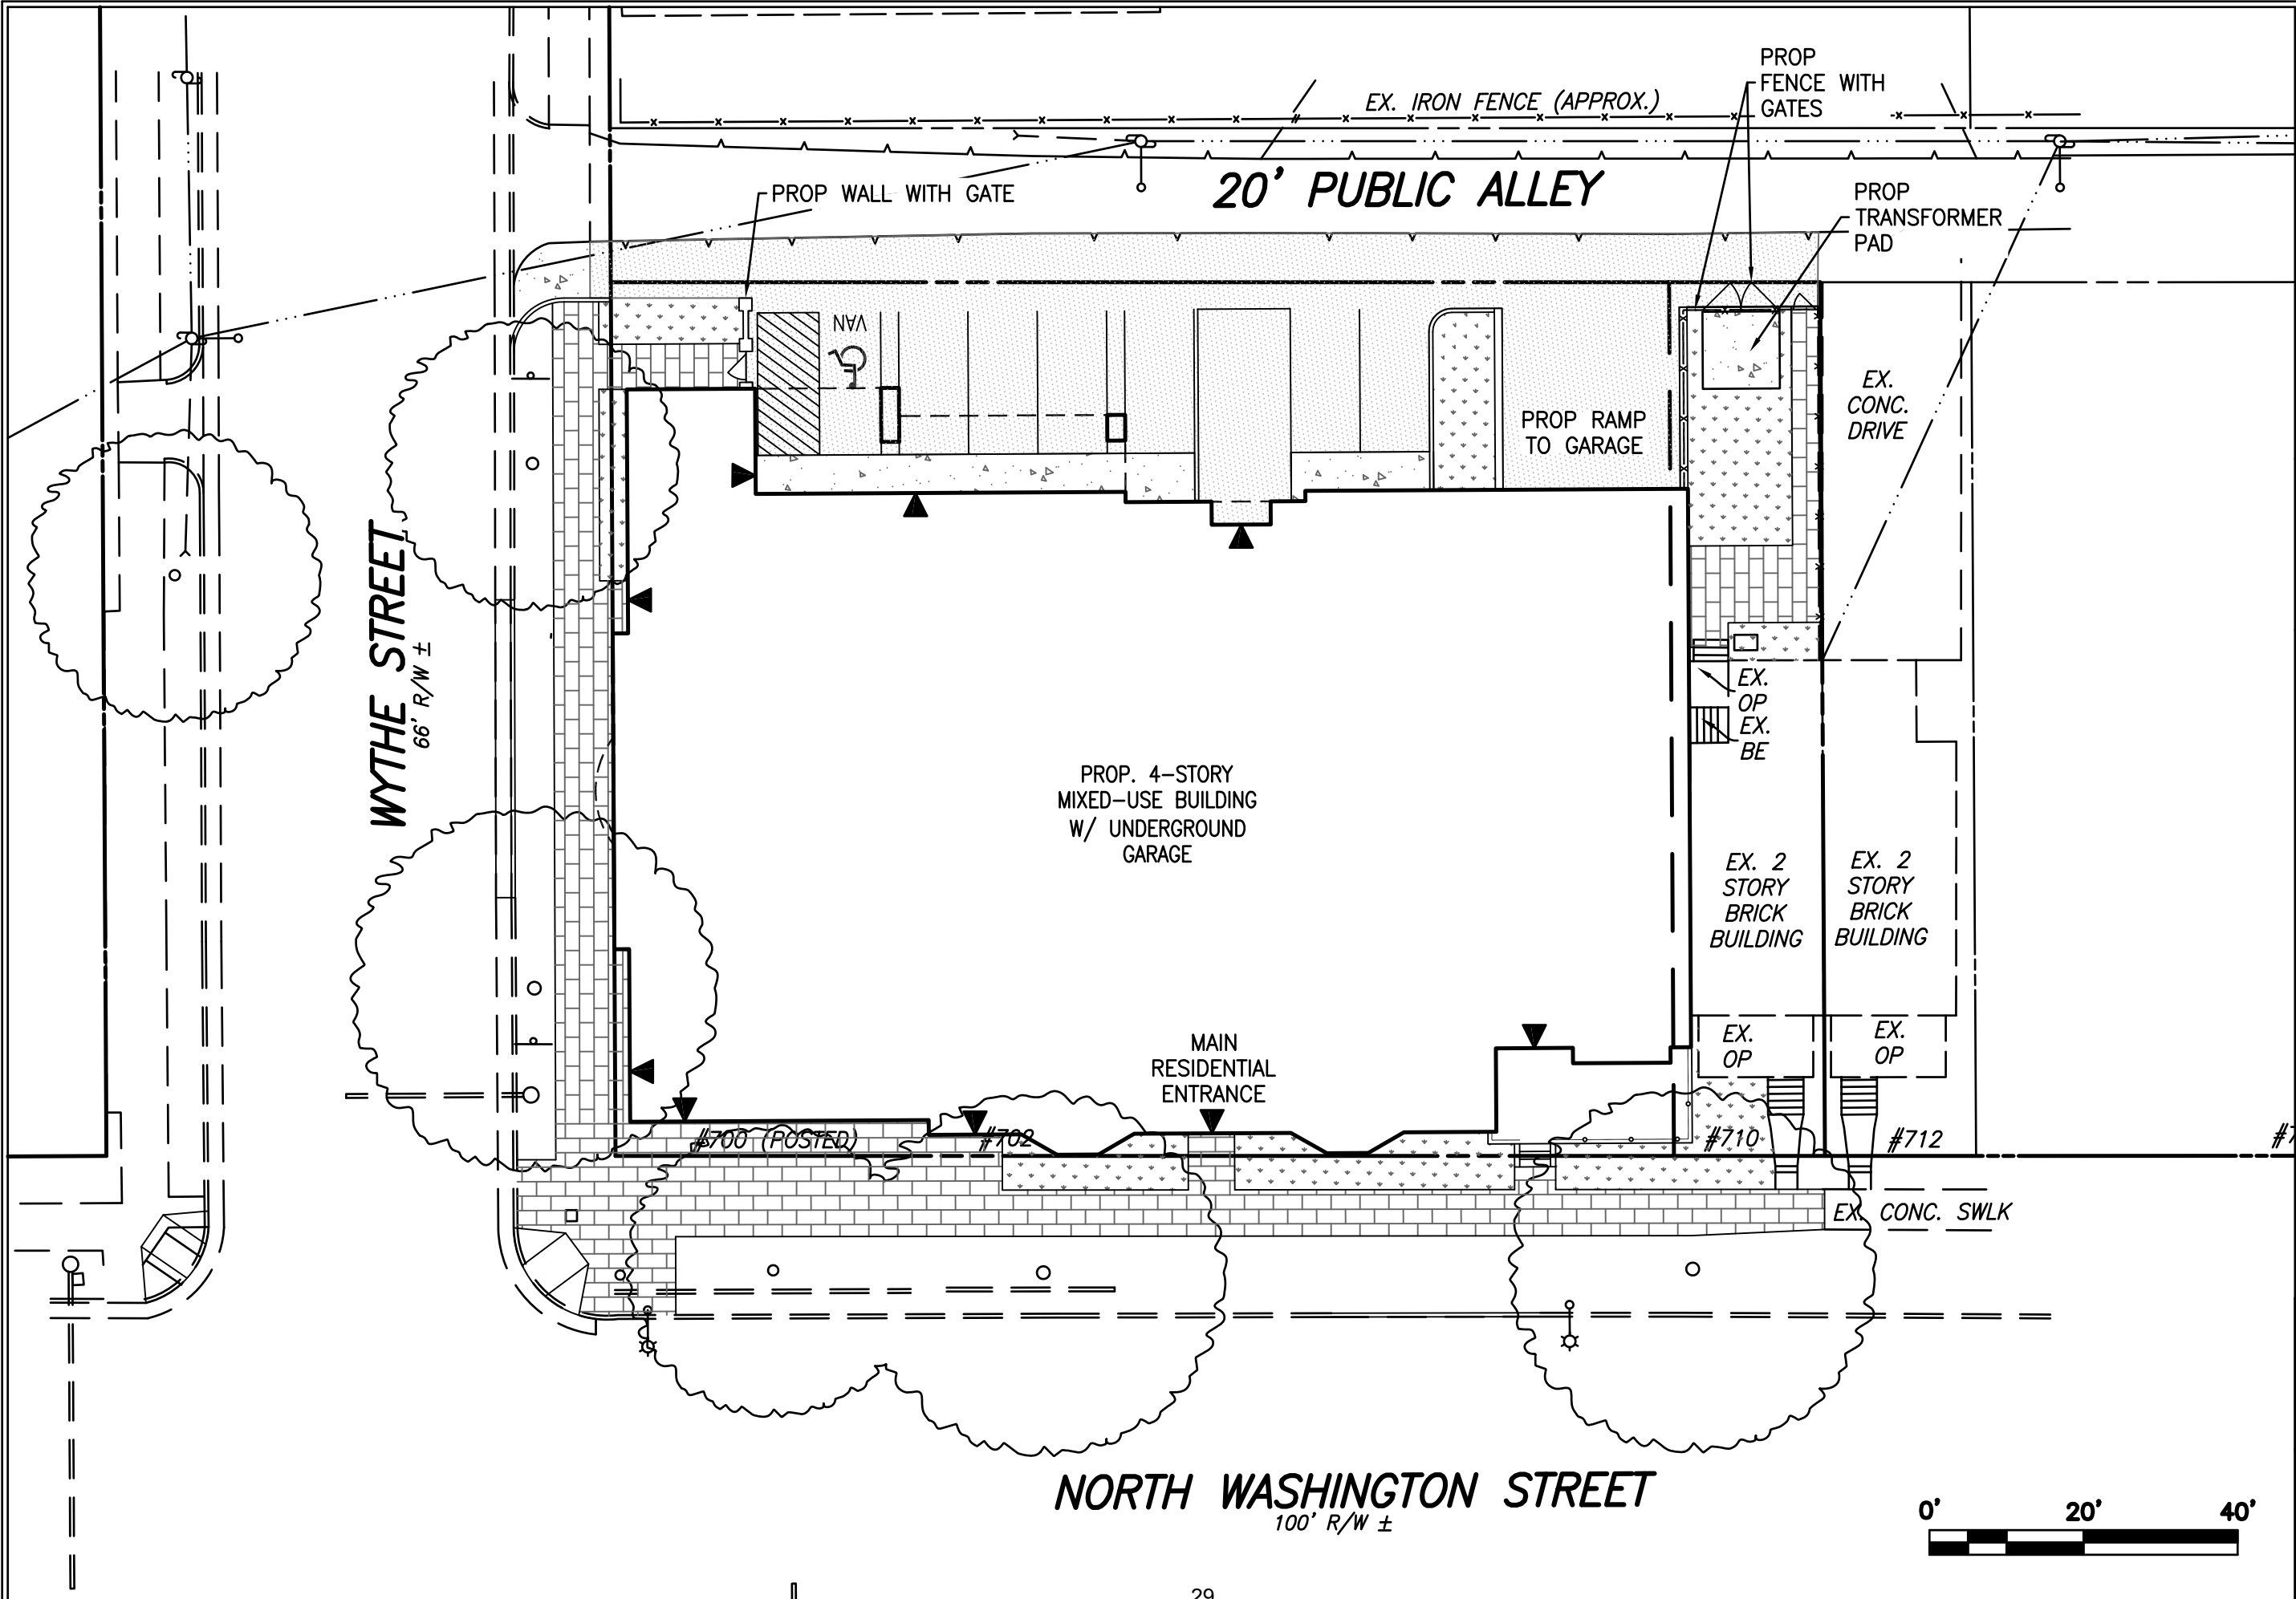 PROP
FENCE WITH
GATES
EX. IRON FENCE (APPROX.)
20' PUBLIC ALLEY
PROP WALL WITH GATE
PROP
TRANSFORMER
PAD
VAN
PROP RAMP
TO GARAGE
EX.
CONC.
DRIVE
WYTHE STREET
66' R/W ±
EX.
OP
EX.
BE
PROP. 4-STORY
MIXED-USE BUILDING
W/ UNDERGROUND
GARAGE
EX. 2
STORY
BRICK
BUILDING
EX. 2
STORY
BRICK
BUILDING
MAIN
RESIDENTIAL
ENTRANCE
EX.
OP
EX.
OP
#700 (POSTED)
#702
#710
#712
#7
EX. CONC. SWLK
NORTH WASHINGTON STREET
100' R/W ±
0' 20' 40'
29